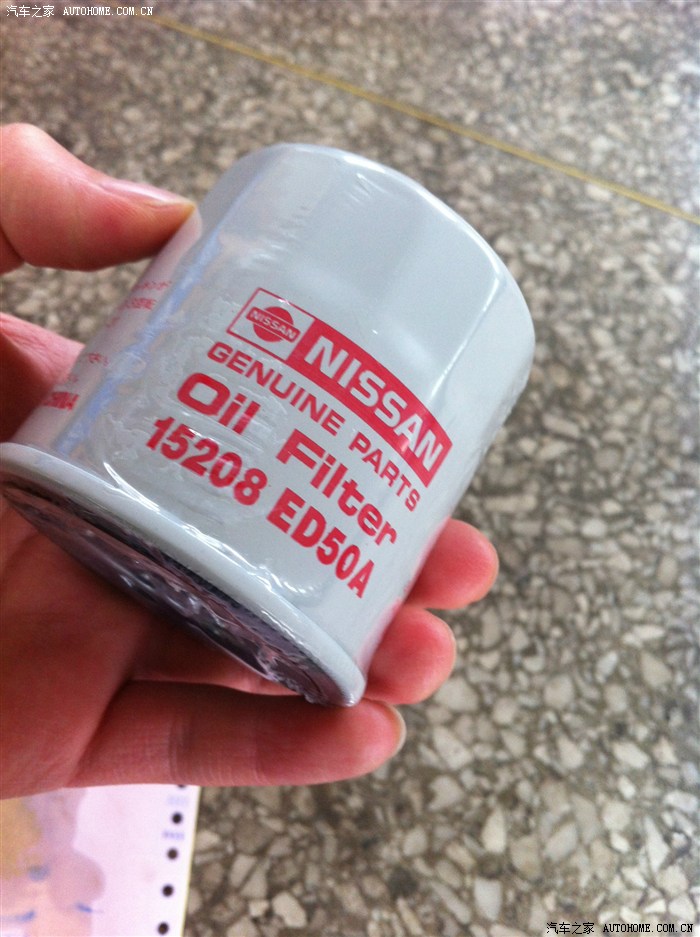 汽车之家 AUTOHOME.COM.CN
NISSAN
NISSAN
GENUINE PARTS
Oil Filter
15208 ED50A
汽车之家 AUTOHOME.COM.CN